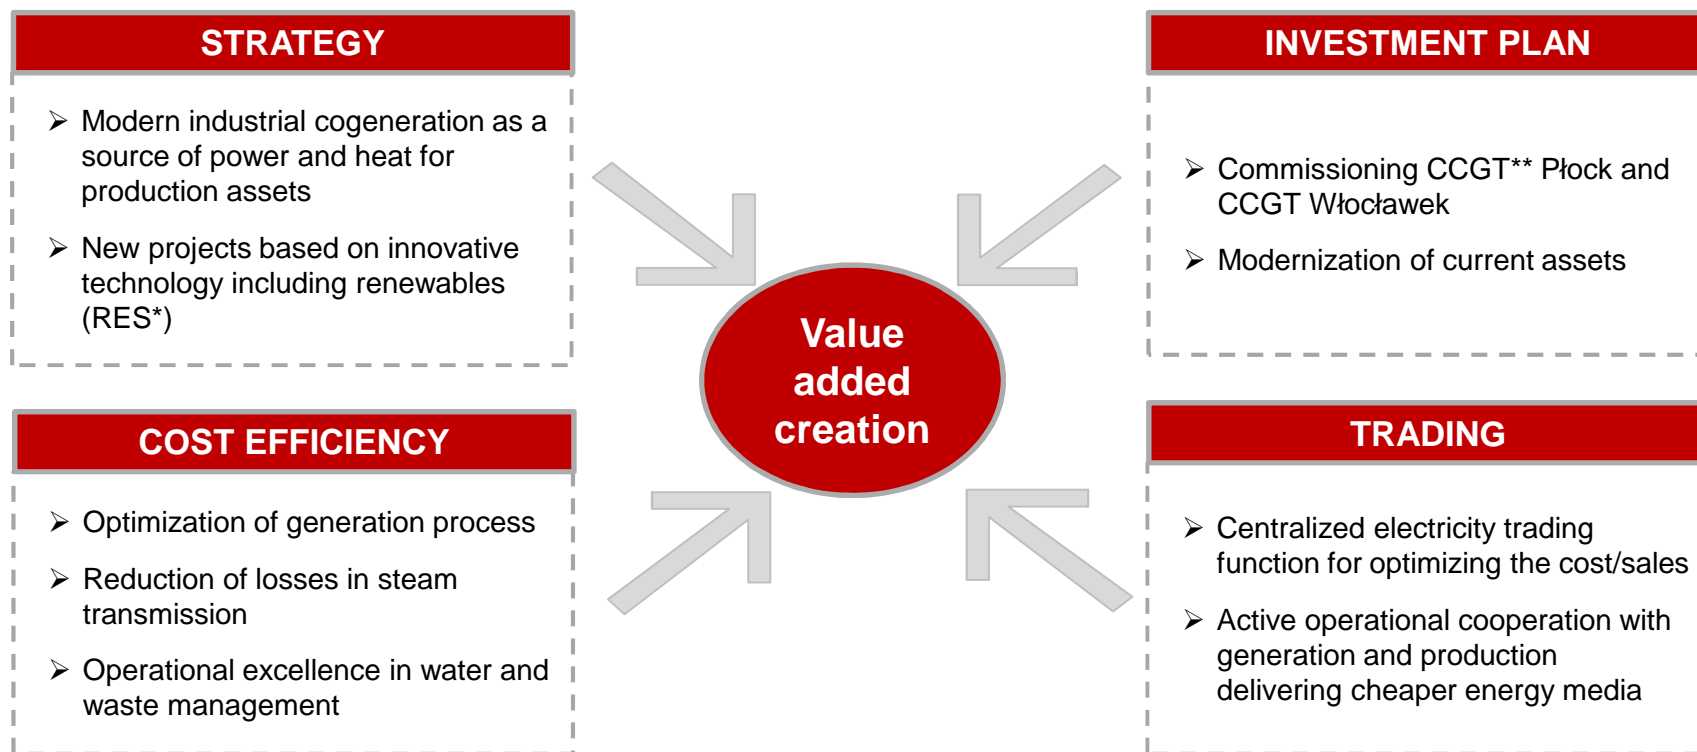 STRATEGY
➢ Modern industrial cogeneration as a
source of power and heat for
production assets
➢ New projects based on innovative
technology including renewables
(RES*)
INVESTMENT PLAN
➢ Commissioning CCGT** Płock and
CCGT Włocławek
➢ Modernization of current assets
Value
added
creation
COST EFFICIENCY
➢ Optimization of generation process
➢ Reduction of losses in steam
transmission
➢ Operational excellence in water and
waste management
TRADING
➢ Centralized electricity trading
function for optimizing the cost/sales
➢ Active operational cooperation with
generation and production
delivering cheaper energy media